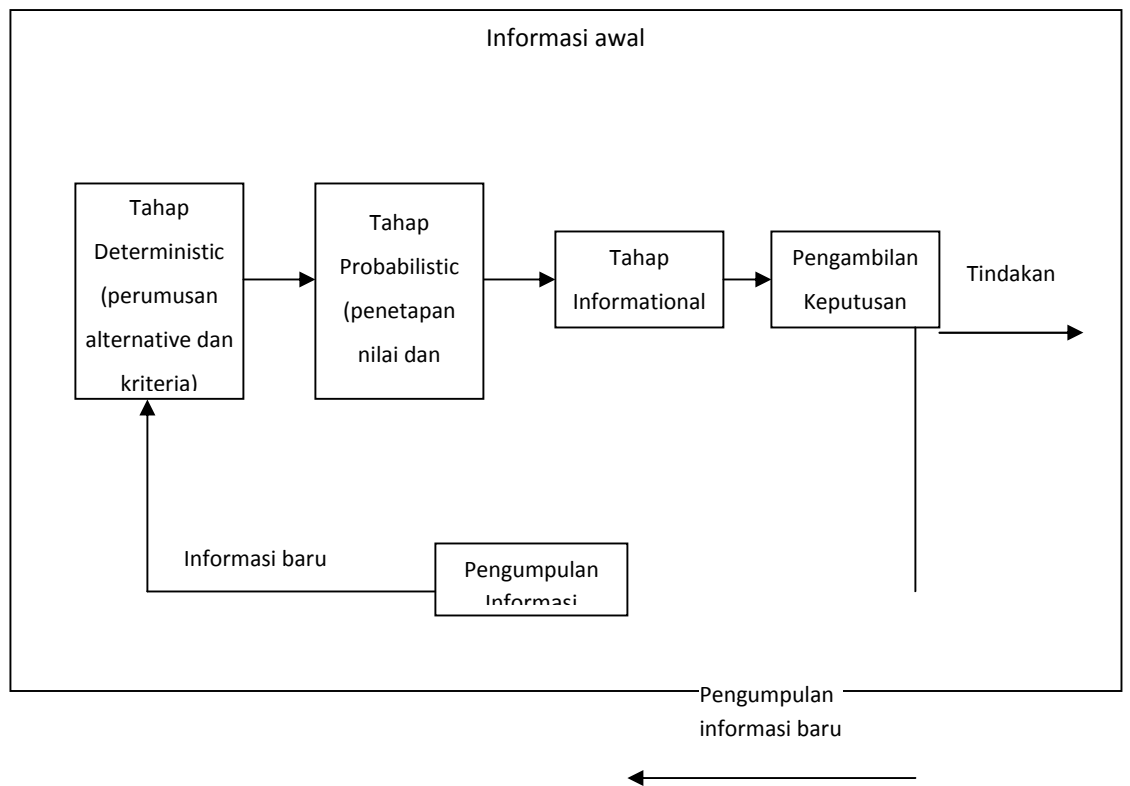 Informasi awal
Tahap
Deterministic
(perumusan
alternative dan
kriteria)
Tahap
Probabilistic
(penetapan
nilai dan
Tahap
Informational
Pengambilan
Keputusan
Tindakan
Informasi baru
Pengumpulan
Informasi
Pengumpulan
informasi baru